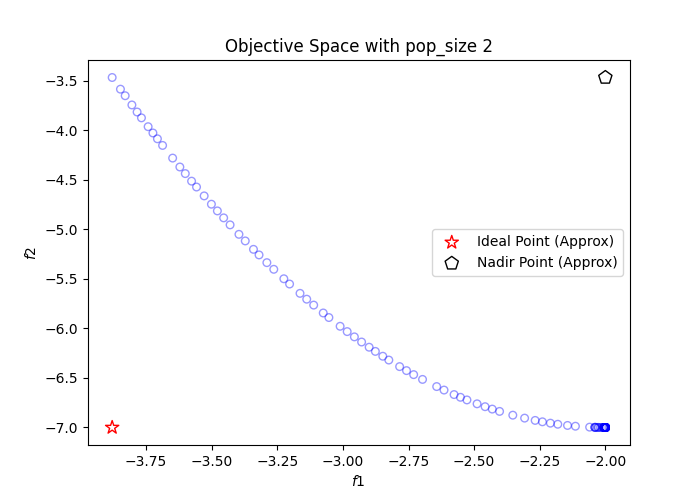 Objective Space with pop_size 2
−3.5
−4.0
−4.5
−5.0
−5.5
−6.0
−6.5
−7.0
f2
Ideal Point (Approx)
Nadir Point (Approx)
−3.75 −3.50 −3.25 −3.00 −2.75 −2.50 −2.25 −2.00
f1